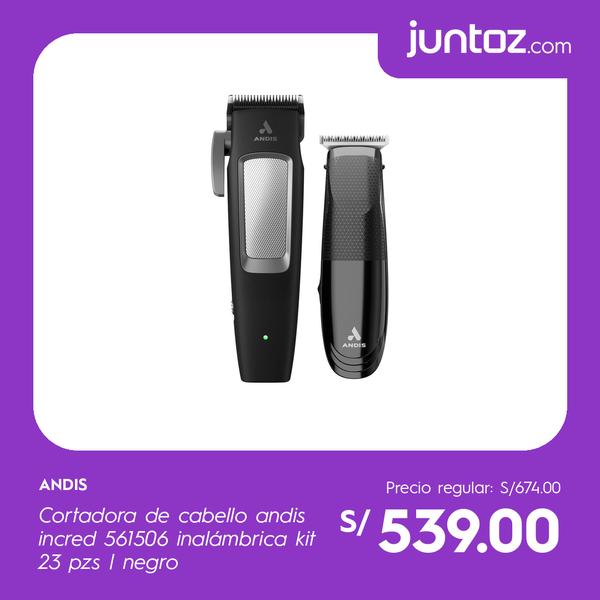 juntoz.com
ANDIS
ANDIS
ANDIS
Precio regular: S/674.00
Cortadora de cabello andis
incred 561506 inalámbrica kit
23 pzs | negro
S/ 539.00